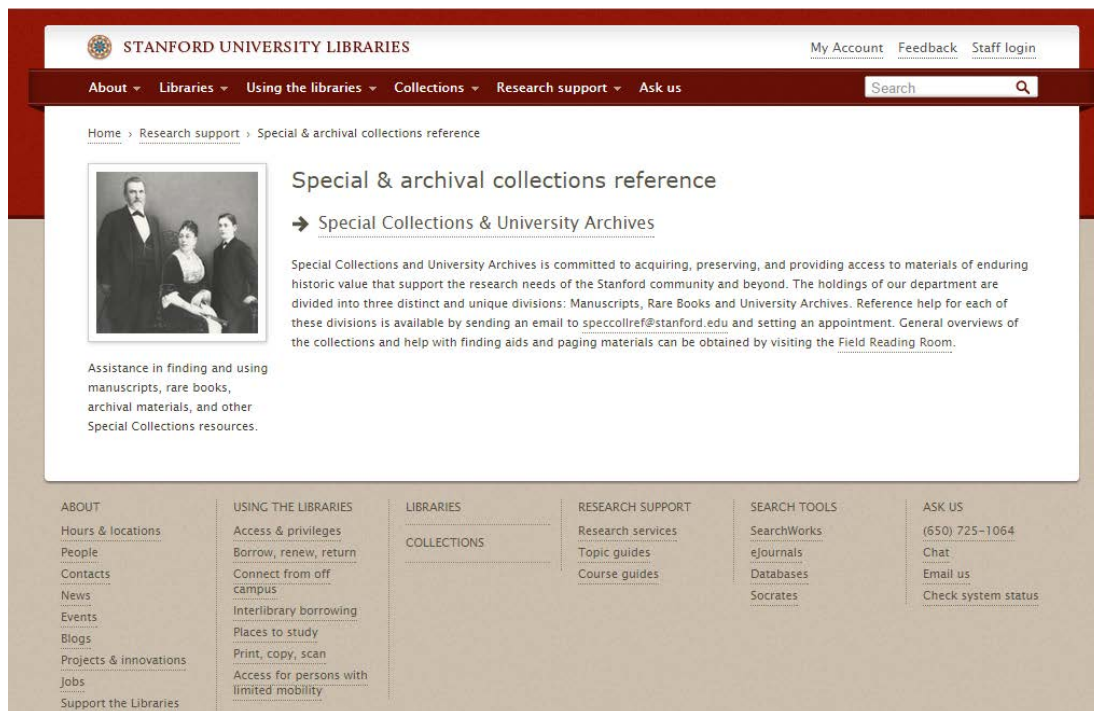 STANFORD UNIVERSITY LIBRARIES
My Account Feedback Staff login
About Libraries Using the libraries Collections Research support Ask us
Search
Home › Research support › Special & archival collections reference
Special & archival collections reference
Special Collections & University Archives
Special Collections and University Archives is committed to acquiring, preserving, and providing access to materials of enduring
historic value that support the research needs of the Stanford community and beyond. The holdings of our department are
divided into three distinct and unique divisions: Manuscripts, Rare Books and University Archives. Reference help for each of
these divisions is available by sending an email to speccollref@stanford.edu and setting an appointment. General overviews of
the collections and help with finding aids and paging materials can be obtained by visiting the Field Reading Room.
Assistance in finding and using
manuscripts, rare books,
archival materials, and other
Special Collections resources.
ABOUT
Hours & locations
People
Contacts
News
Events
Blogs
Projects & innovations
Jobs
Support the Libraries
USING THE LIBRARIES
Access & privileges
Borrow, renew, return
Connect from off
campus
Interlibrary borrowing
Places to study
Print, copy, scan
Access for persons with
limited mobility
LIBRARIES
COLLECTIONS
RESEARCH SUPPORT
Research services
Topic guides
Course guides
SEARCH TOOLS
SearchWorks
eJournals
Databases
Socrates
ASK US
(650) 725-1064
Chat
Email us
Check system status